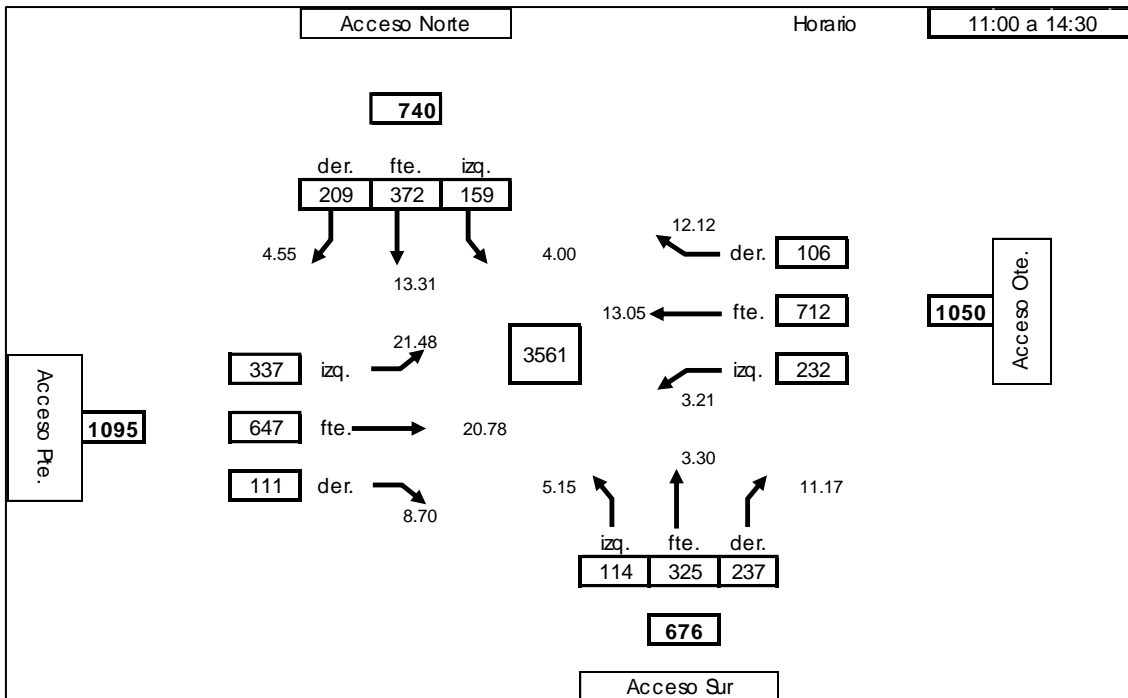 Acceso Norte
Horario
11:00 a 14:30
740
der. fte. izq.
209 372 159
4.55
13.31
4.00
12.12
der. 106
13.05
fte. 712
3.21
izq. 232
1050
Acceso Ote.
3561
21.48
337 izq.
647 fte.
20.78
111 der.
8.70
Acceso Pte.
1095
5.15
3.30
11.17
izq. fte. der.
114 325 237
676
Acceso Sur